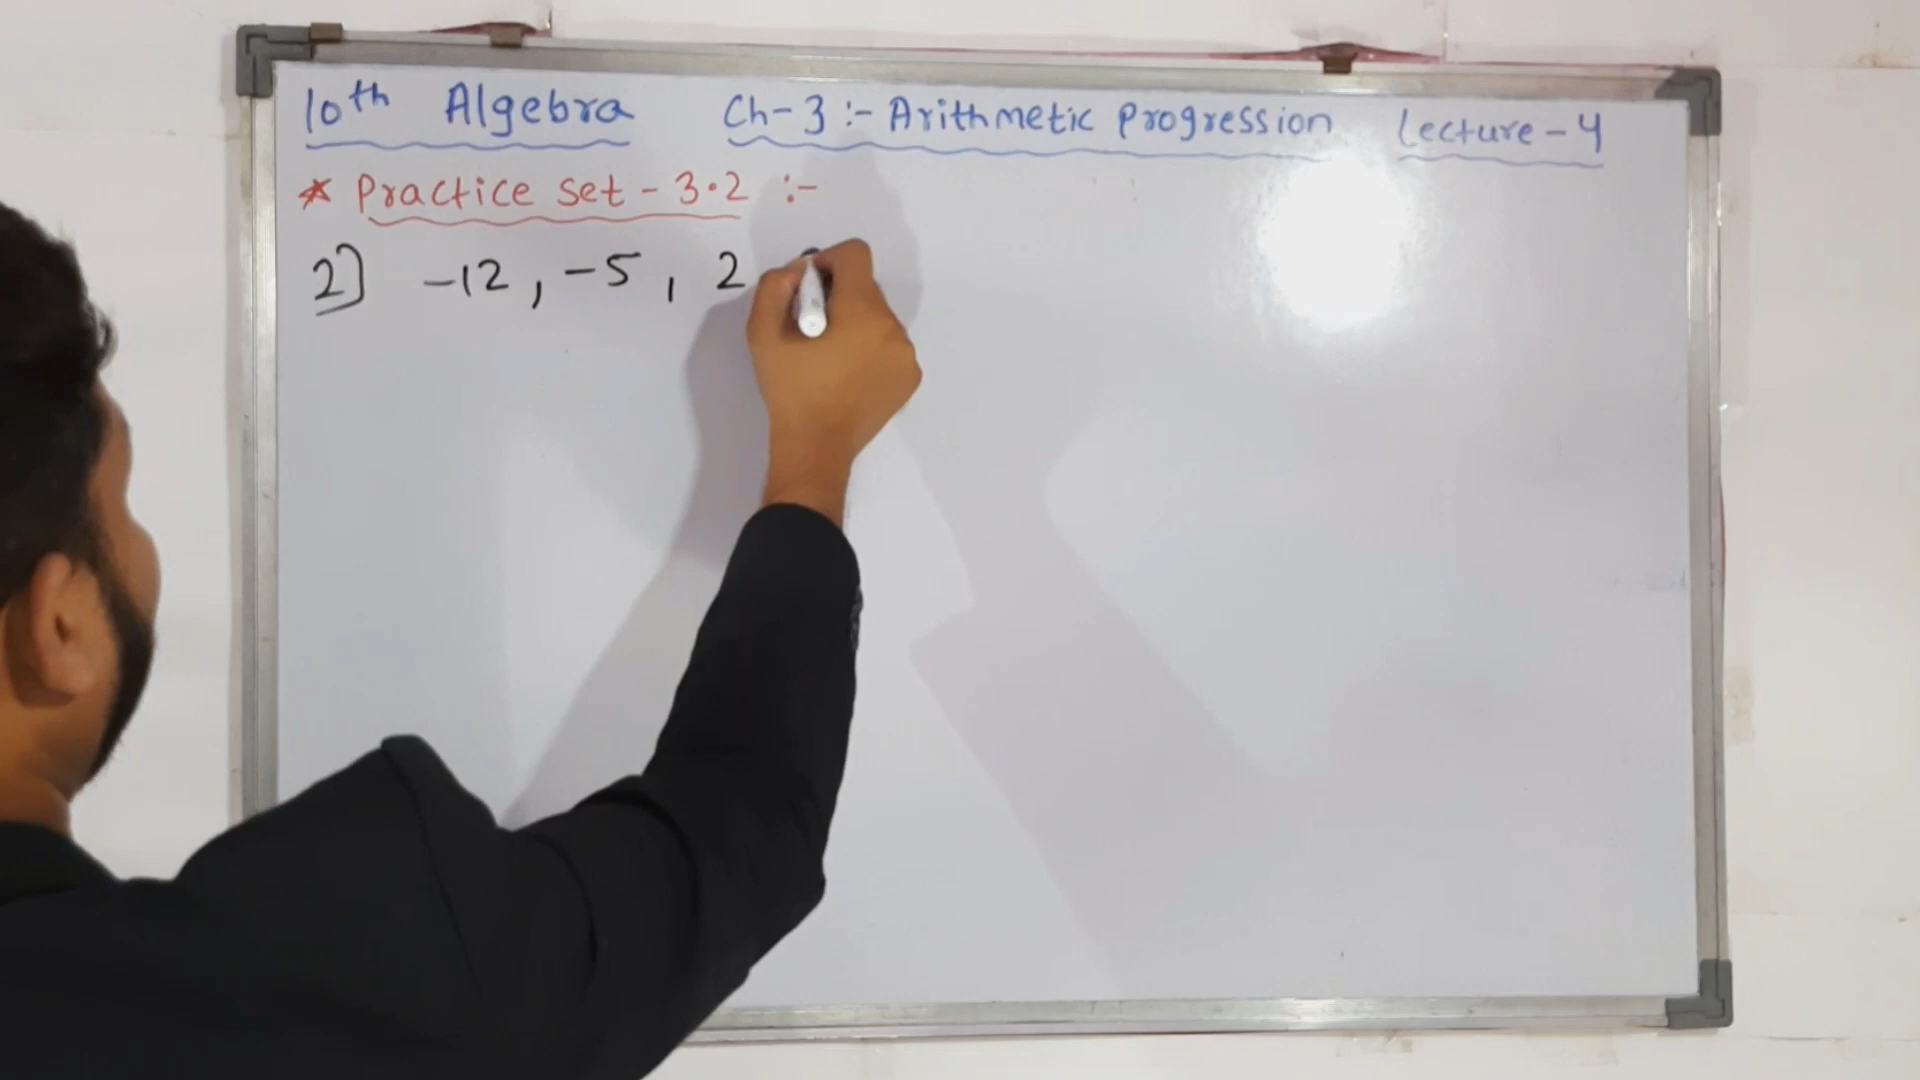 10th Algebra Ch-3 :- Arithmetic Progression Lecture-4
* Practice set - 3.2 :-
2) -12, -5, 2